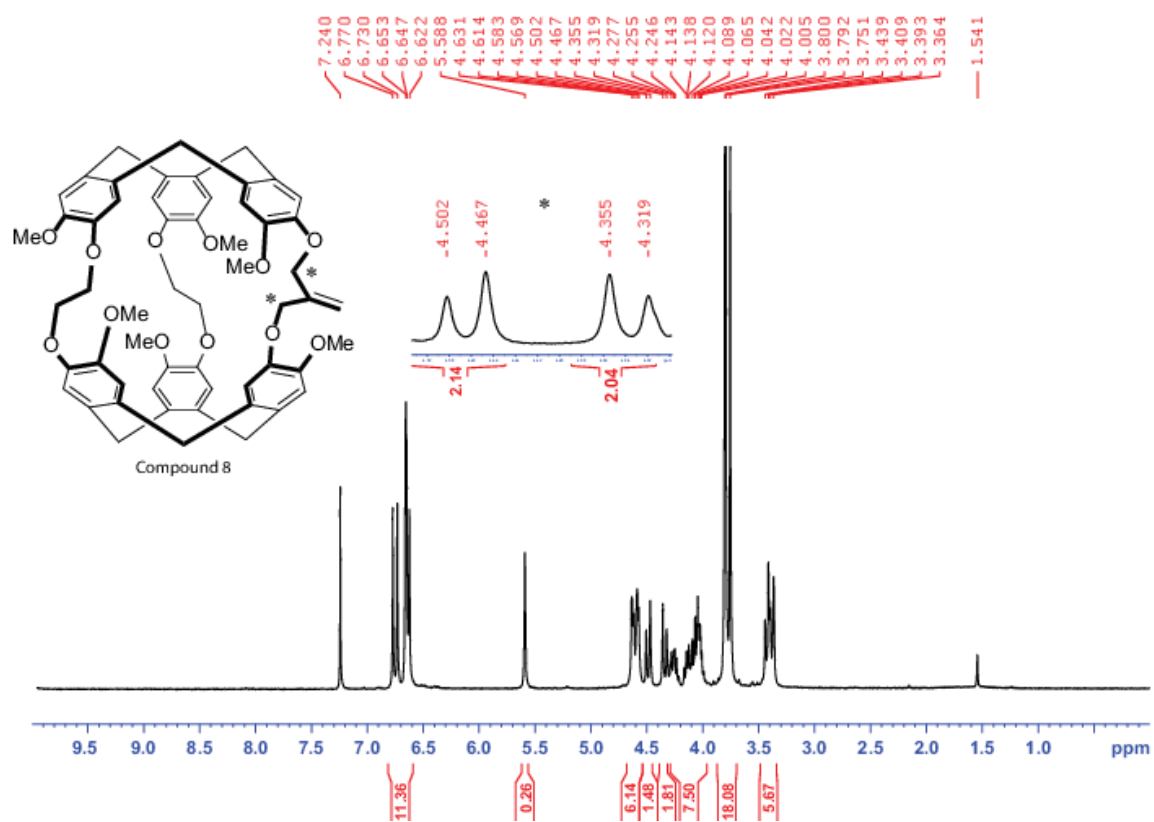 7.240 6.770 6.730 6.653 6.647 6.622 5.588 4.631 4.614 4.583 4.569 4.502 4.467 4.355 4.319 4.277 4.255 4.246 4.143 4.138 4.120 4.089 4.065 4.042 4.022 4.005 3.800 3.792 3.751 3.439 3.409 3.393 3.364 1.541
MeO
O
O
OMe
MeO
O
*
*
O
OMe
MeO
O
O
OMe
Compound 8
*
-4.502 -4.467 -4.355 -4.319
2.14 2.04
9.5 9.0 8.5 8.0 7.5 7.0 6.5 6.0 5.5 5.0 4.5 4.0 3.5 3.0 2.5 2.0 1.5 1.0 ppm
11.36 0.26 6.14 1.48 1.81 7.50 18.08 5.67